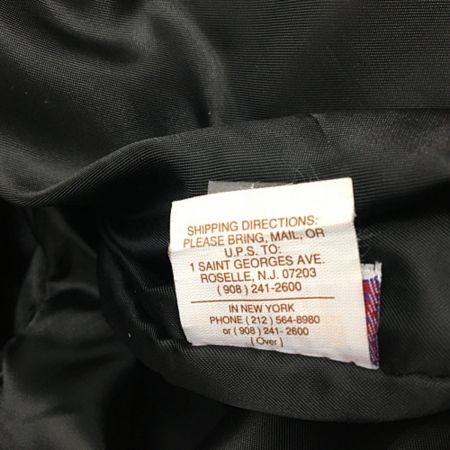 SHIPPING DIRECTIONS:
PLEASE BRING, MAIL, OR
U.P.S. TO:
1 SAINT GEORGES AVE.
ROSELLE, N.J. 07203
(908) 241-2600
IN NEW YORK
PHONE (212) 564-8980
or (908) 241-2600
(Over)